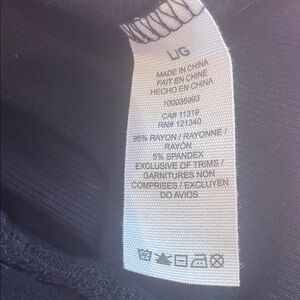 L/G
MADE IN CHINA
FAIT EN CHINE
HECHO EN CHINA
100035993
CA# 11319
RN# 121340
95% RAYON / RAYONNE /
RAYÓN
5% SPANDEX
EXCLUSIVE OF TRIMS /
GARNITURES NON
COMPRISES / EXCLUYEN
DO AVIOS